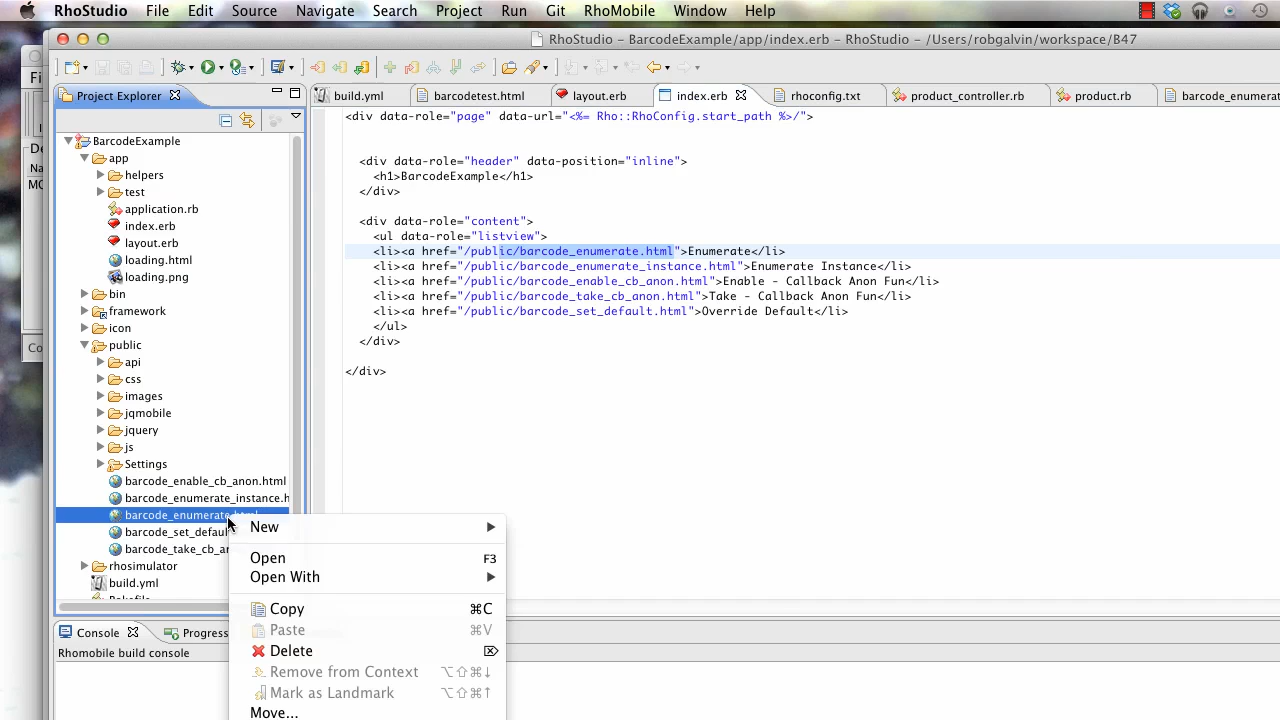 RhoStudio File Edit Source Navigate Search Project Run Git RhoMobile Window Help
RhoStudio - BarcodeExample/app/index.erb - RhoStudio - /Users/robgalvin/workspace/B47
Project Explorer
build.yml barcodetest.html layout.erb index.erb rhoconfig.txt product_controller.rb product.rb barcode_enumerat
BarcodeExample
app
helpers
test
application.rb
index.erb
layout.erb
loading.html
loading.png
bin
framework
icon
public
api
css
images
jqmobile
jquery
js
Settings
barcode_enable_cb_anon.html
barcode_enumerate_instance.h
barcode_enumerate.html
barcode_set_defau
barcode_take_cb_a
rhosimulator
build.yml
<div data-role="page" data-url="<%= Rho::RhoConfig.start_path %>/">
<div data-role="header" data-position="inline">
<h1>BarcodeExample</h1>
</div>
<div data-role="content">
<ul data-role="listview">
<li><a href="/public/barcode_enumerate.html">Enumerate</li>
<li><a href="/public/barcode_enumerate_instance.html">Enumerate Instance</li>
<li><a href="/public/barcode_enable_cb_anon.html">Enable - Callback Anon Fun</li>
<li><a href="/public/barcode_take_cb_anon.html">Take - Callback Anon Fun</li>
<li><a href="/public/barcode_set_default.html">Override Default</li>
</ul>
</div>
</div>
New
Open F3
Open With
Copy ⌘C
Paste ⌘V
Delete ⌦
Remove from Context ⌥⇧⌘↓
Mark as Landmark ⌥⇧⌘↑
Move...
Console Progress
Rhomobile build console
Fi
De
Na
MC
Co